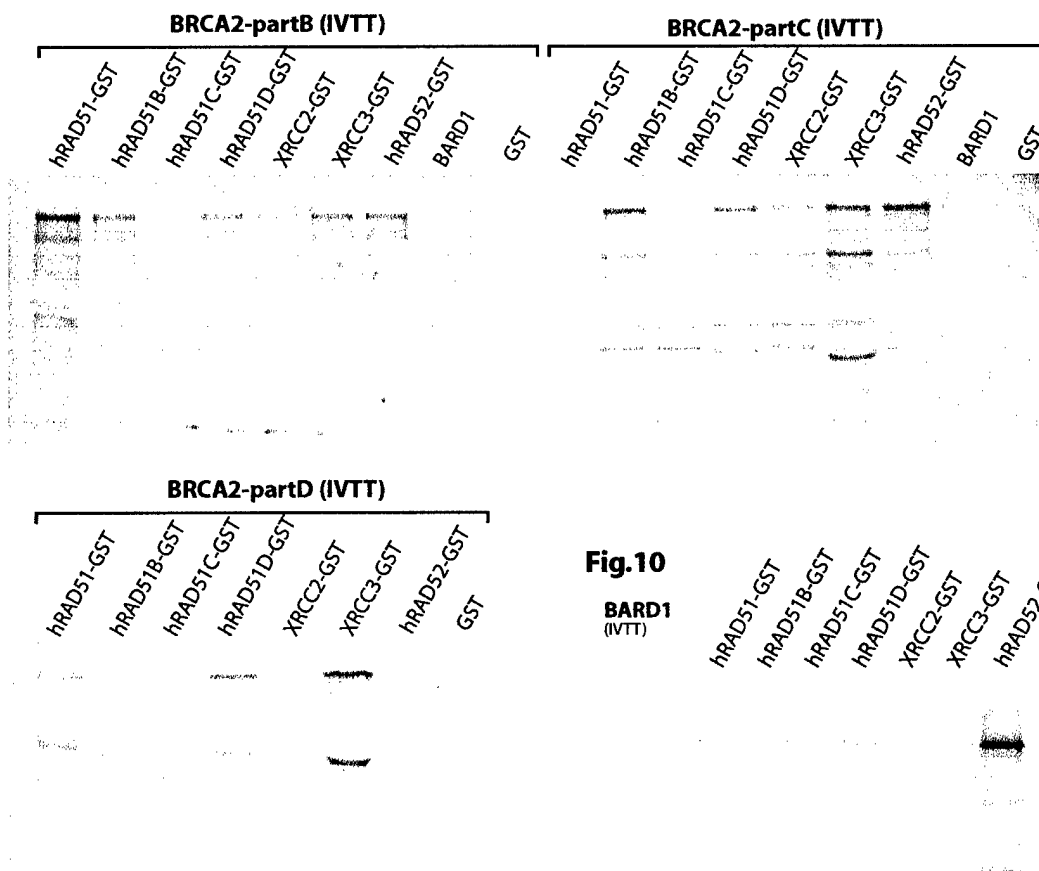 BRCA2-partB (IVTT)
hRAD51-GST
hRAD51B-GST
hRAD51C-GST
hRAD51D-GST
XRCC2-GST
XRCC3-GST
hRAD52-GST
BARD1
GST
BRCA2-partC (IVTT)
hRAD51-GST
hRAD51B-GST
hRAD51C-GST
hRAD51D-GST
XRCC2-GST
XRCC3-GST
hRAD52-GST
BARD1
GST
BRCA2-partD (IVTT)
hRAD51-GST
hRAD51B-GST
hRAD51C-GST
hRAD51D-GST
XRCC2-GST
XRCC3-GST
hRAD52-GST
GST
Fig.10
BARD1
(IVTT)
hRAD51-GST
hRAD51B-GST
hRAD51C-GST
hRAD51D-GST
XRCC2-GST
XRCC3-GST